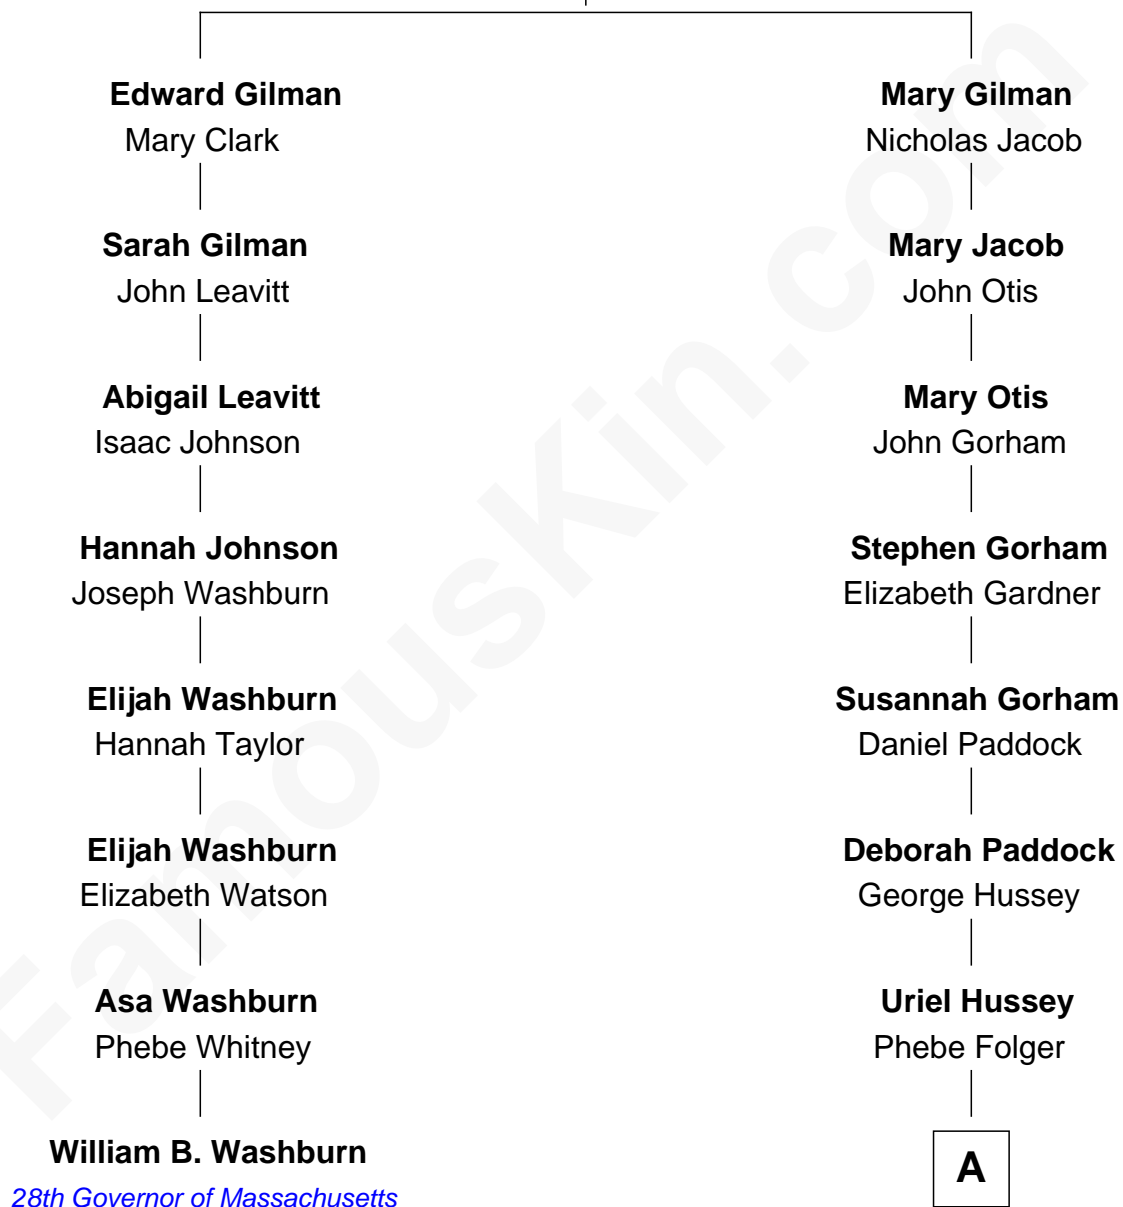 Edward Gilman
Mary Clark
Sarah Gilman
John Leavitt
Abigail Leavitt
Isaac Johnson
Hannah Johnson
Joseph Washburn
Elijah Washburn
Hannah Taylor
Elijah Washburn
Elizabeth Watson
Asa Washburn
Phebe Whitney
William B. Washburn
28th Governor of Massachusetts
Mary Gilman
Nicholas Jacob
Mary Jacob
John Otis
Mary Otis
John Gorham
Stephen Gorham
Elizabeth Gardner
Susannah Gorham
Daniel Paddock
Deborah Paddock
George Hussey
Uriel Hussey
Phebe Folger
A
FamousKin.com